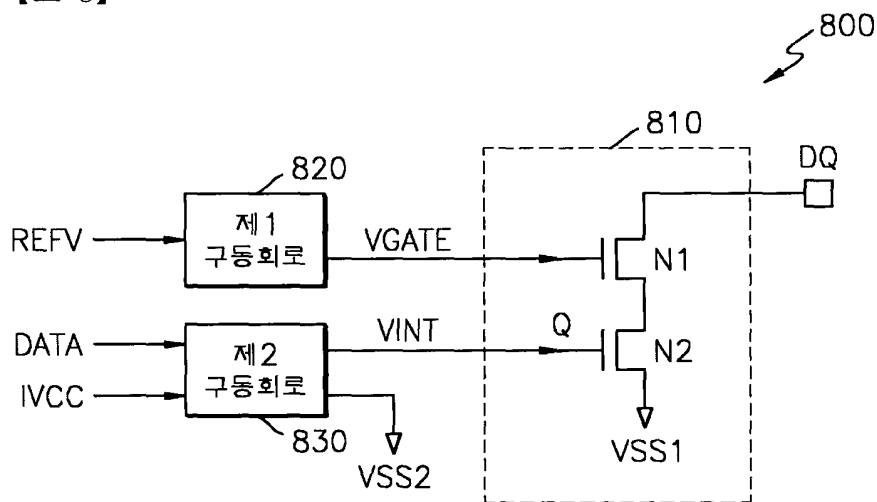 800
810
DQ
820
제1
구동회로
REFV
VGATE
N1
DATA
IVCC
제2
구동회로
VINT
Q
N2
830
VSS2
VSS1